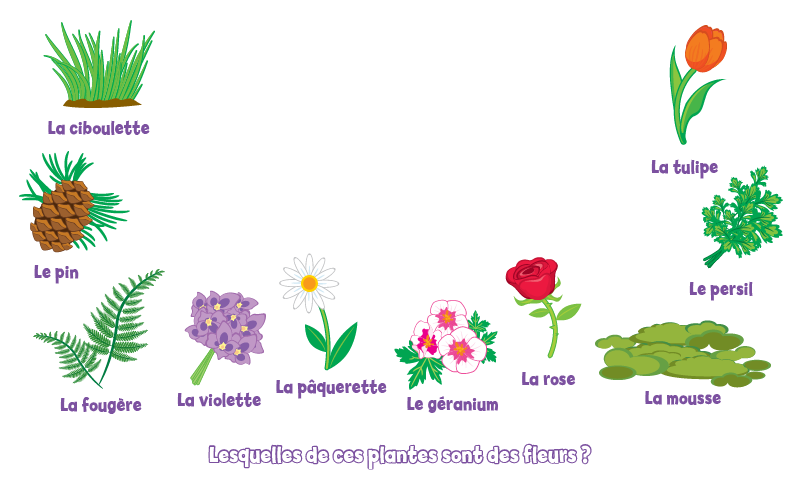 La ciboulette
La tulipe
Le pin
Le persil
La fougère
La violette
La pâquerette
Le géranium
La rose
La mousse
Lesquelles de ces plantes sont des fleurs ?